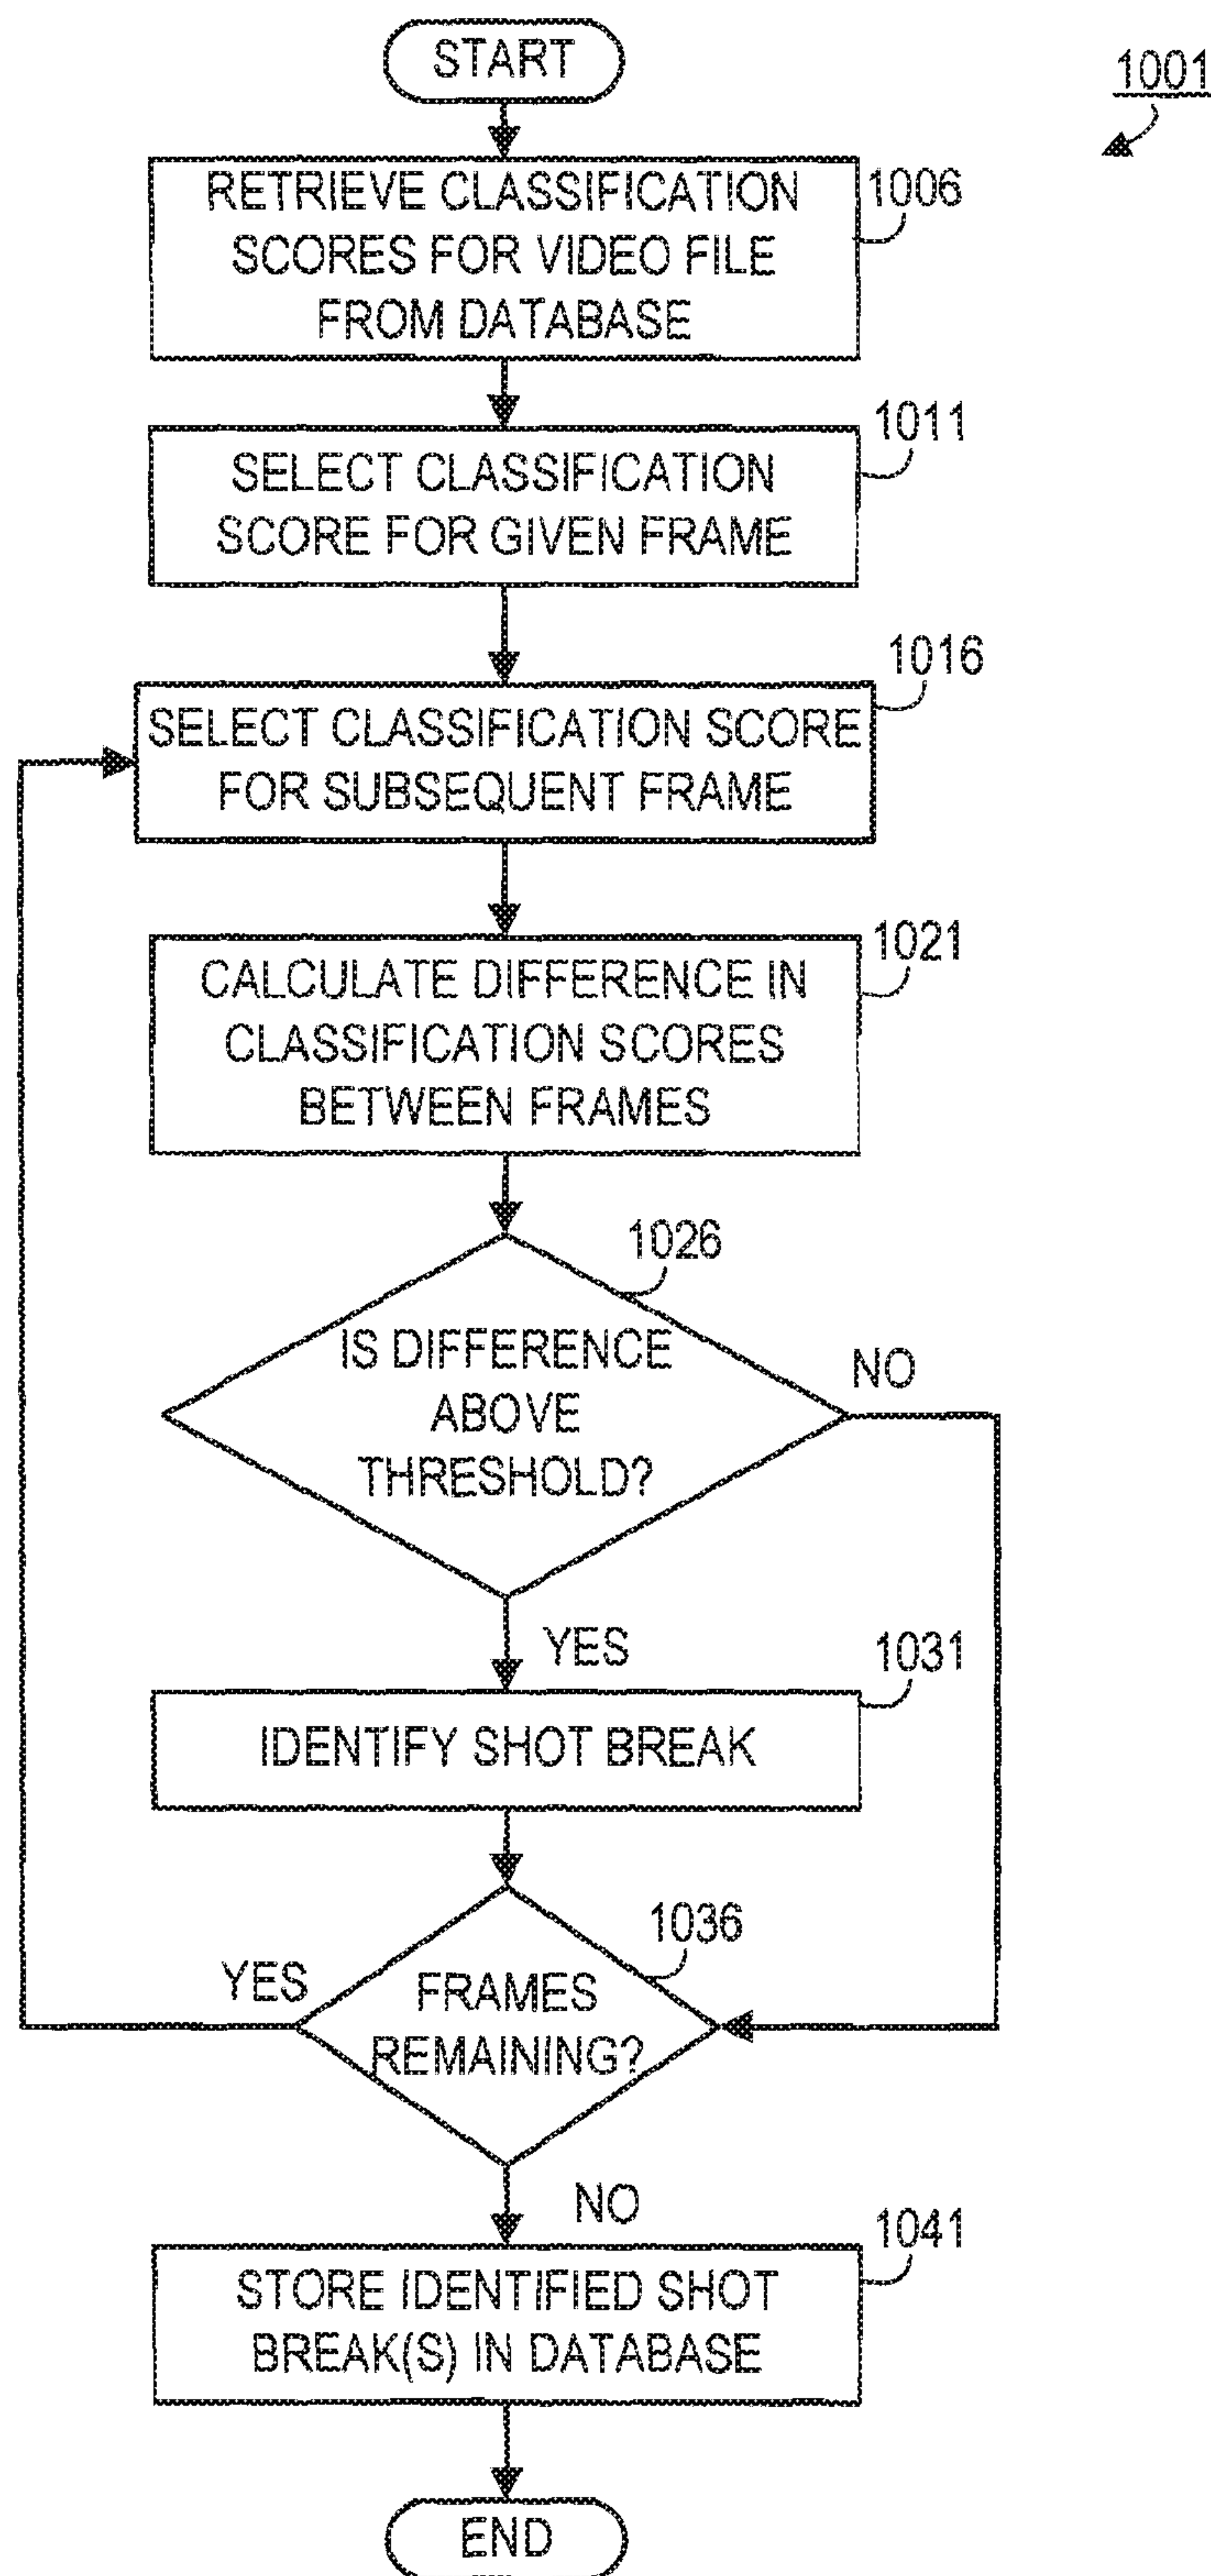 START
1001
RETRIEVE CLASSIFICATION
SCORES FOR VIDEO FILE
FROM DATABASE
1006
SELECT CLASSIFICATION
SCORE FOR GIVEN FRAME
1011
SELECT CLASSIFICATION SCORE
FOR SUBSEQUENT FRAME
1016
CALCULATE DIFFERENCE IN
CLASSIFICATION SCORES
BETWEEN FRAMES
1021
IS DIFFERENCE
ABOVE
THRESHOLD?
1026
NO
YES
IDENTIFY SHOT BREAK
1031
FRAMES
REMAINING?
1036
YES
NO
STORE IDENTIFIED SHOT
BREAK(S) IN DATABASE
1041
END